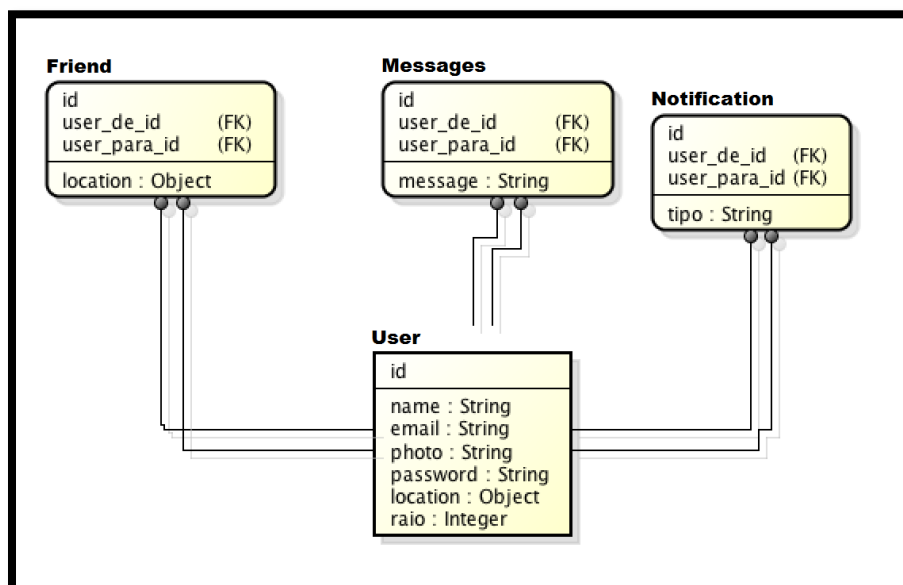 Friend
id
user_de_id (FK)
user_para_id (FK)
location : Object
Messages
id
user_de_id (FK)
user_para_id (FK)
message : String
Notification
id
user_de_id (FK)
user_para_id (FK)
tipo : String
User
id
name : String
email : String
photo : String
password : String
location : Object
raio : Integer